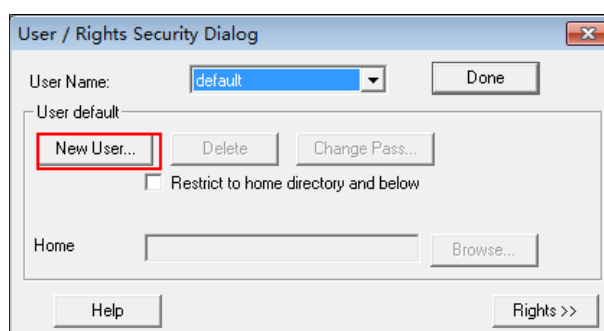 User / Rights Security Dialog
User Name: default Done
User default
New User... Delete Change Pass...
Restrict to home directory and below
Home Browse...
Help Rights >>